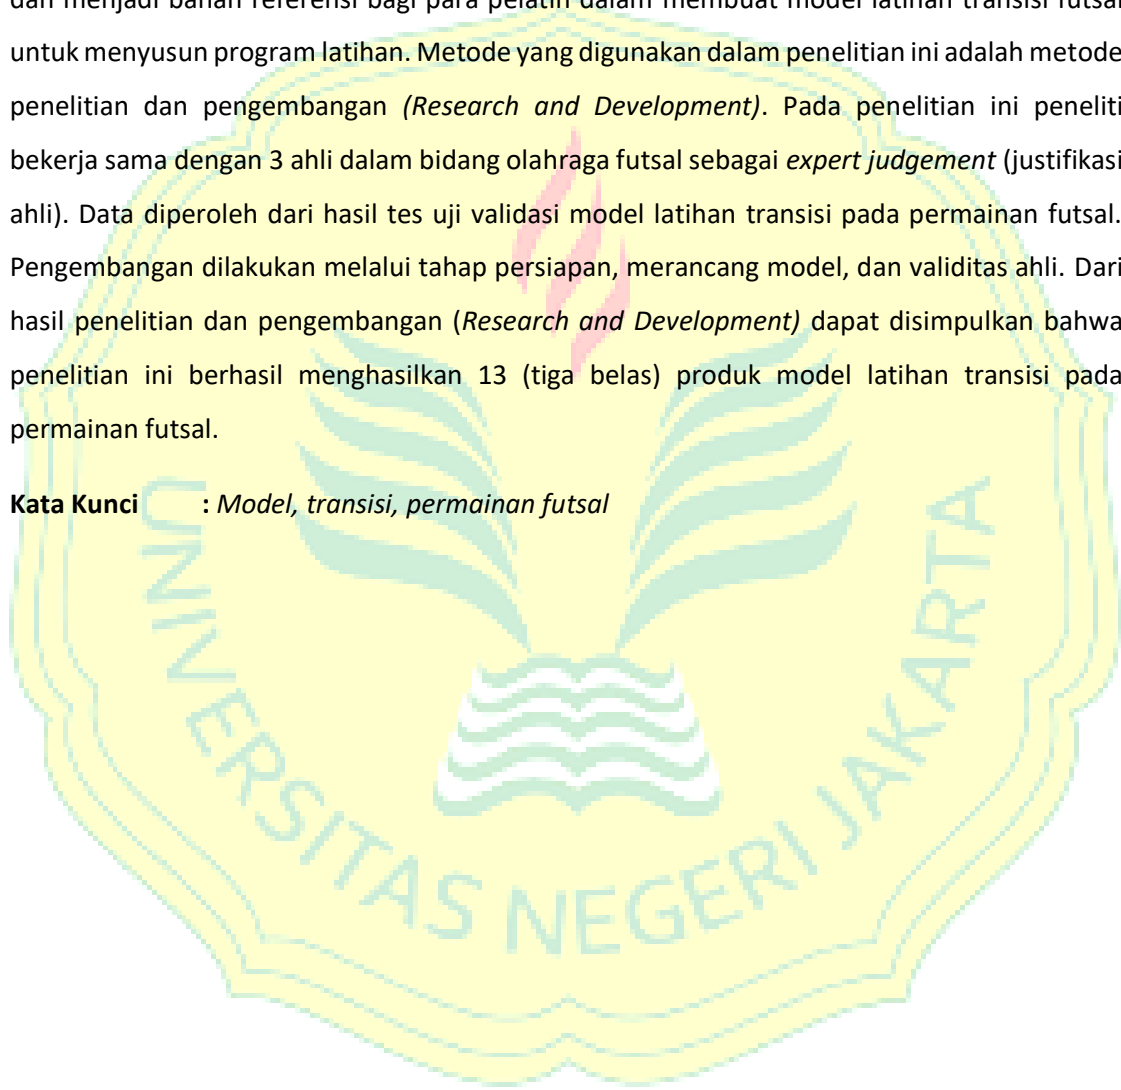 dan menjadi bahan referensi bagi para pelatih dalam membuat model latihan transisi futsal
untuk menyusun program latihan. Metode yang digunakan dalam penelitian ini adalah metode
penelitian dan pengembangan (Research and Development). Pada penelitian ini peneliti
bekerja sama dengan 3 ahli dalam bidang olahraga futsal sebagai expert judgement (justifikasi
ahli). Data diperoleh dari hasil tes uji validasi model latihan transisi pada permainan futsal.
Pengembangan dilakukan melalui tahap persiapan, merancang model, dan validitas ahli. Dari
hasil penelitian dan pengembangan (Research and Development) dapat disimpulkan bahwa
penelitian ini berhasil menghasilkan 13 (tiga belas) produk model latihan transisi pada
permainan futsal.
Kata Kunci : Model, transisi, permainan futsal
UNIVERSITAS NEGERI JAKARTA